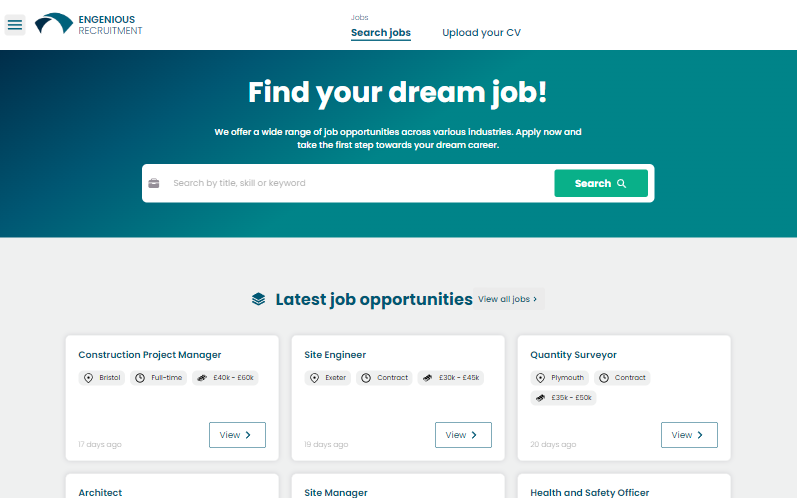 ENGENIOUS
RECRUITMENT
Jobs
Search jobs
Upload your CV
Find your dream job!
We offer a wide range of job opportunities across various industries. Apply now and
take the first step towards your dream career.
Search by title, skill or keyword
Search
Latest job opportunities
View all jobs >
Construction Project Manager
Bristol
Full-time
£40k - £60k
View
17 days ago
Site Engineer
Exeter
Contract
£30k - £45k
View
19 days ago
Quantity Surveyor
Plymouth
Contract
£35k - £50k
View
20 days ago
Architect
Site Manager
Health and Safety Officer